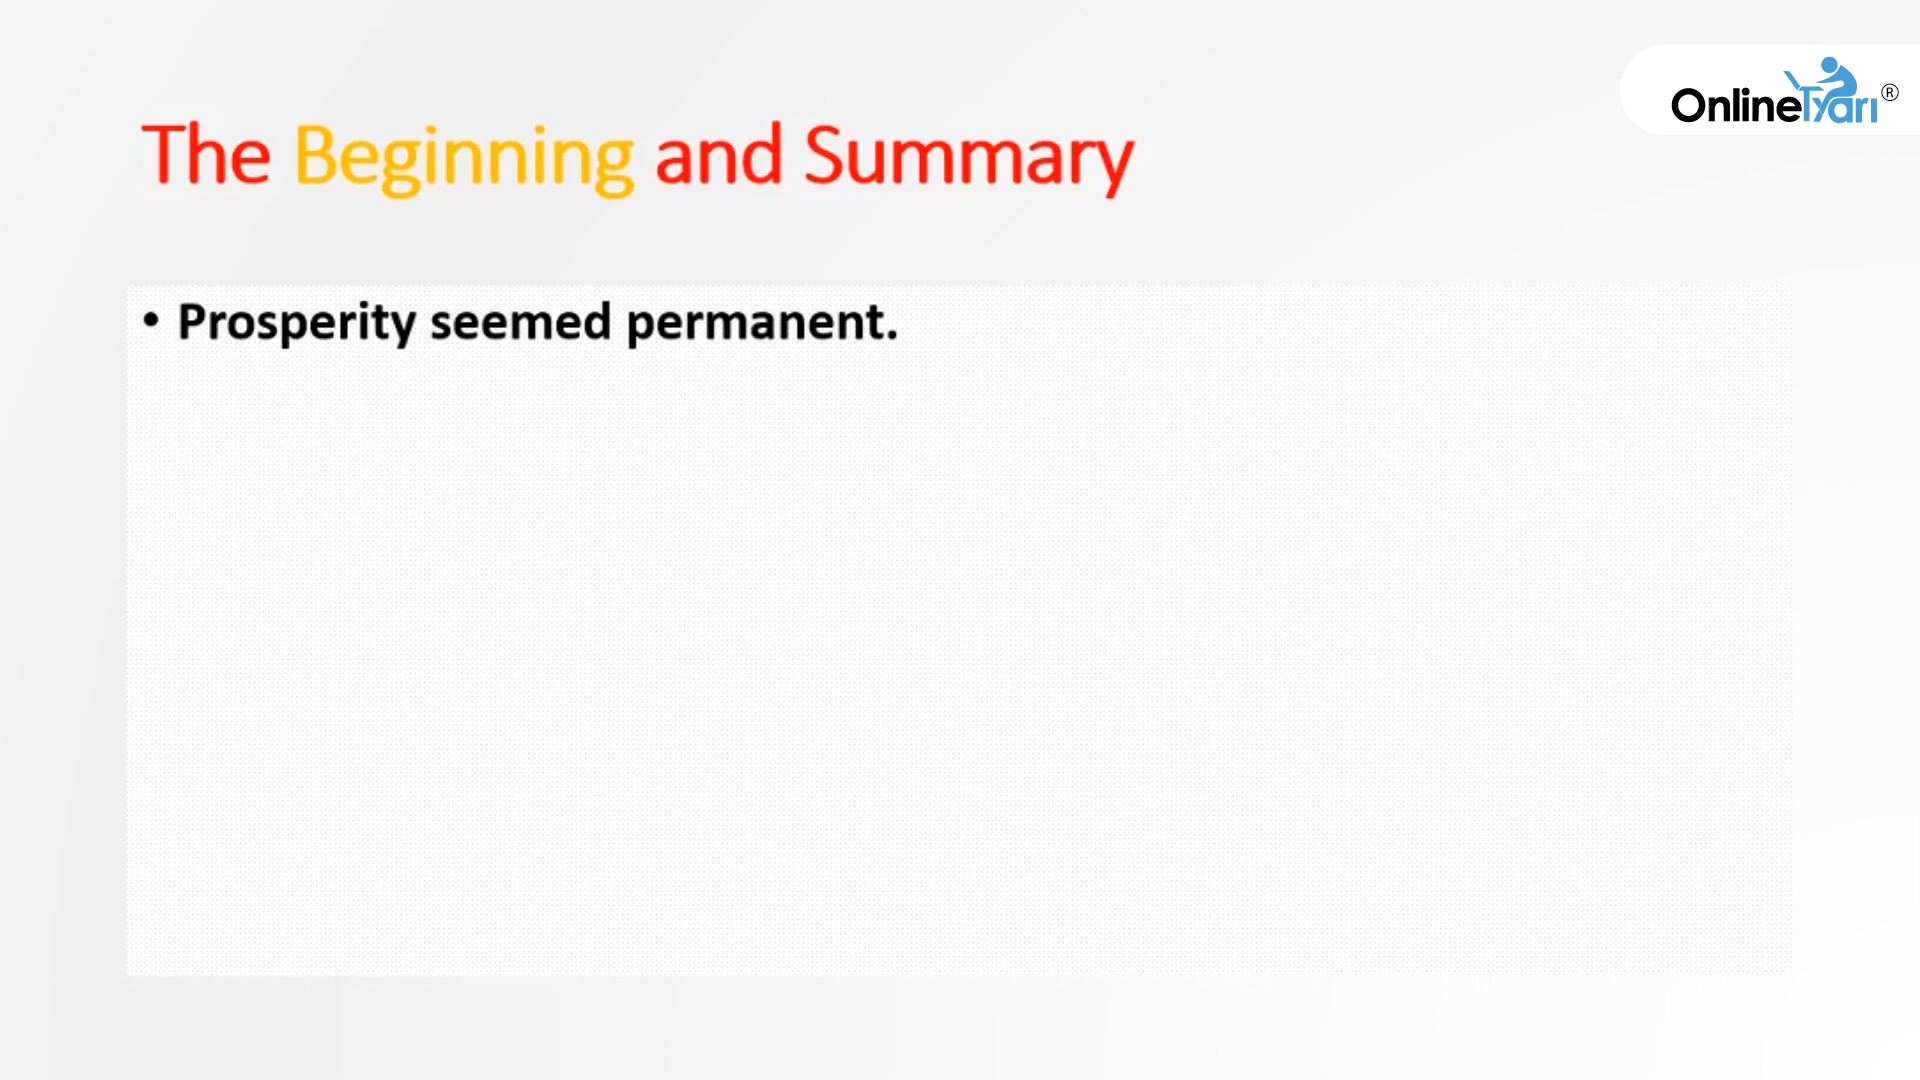 OnlineTyari®
The Beginning and Summary
• Prosperity seemed permanent.